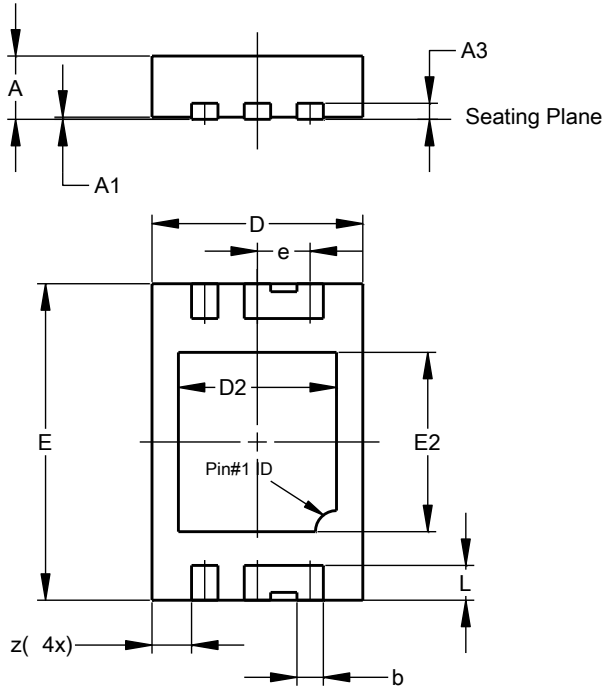 A3
A
Seating Plane
A1
D
e
D2
E
E2
Pin#1 ID
L
z( 4x)
b